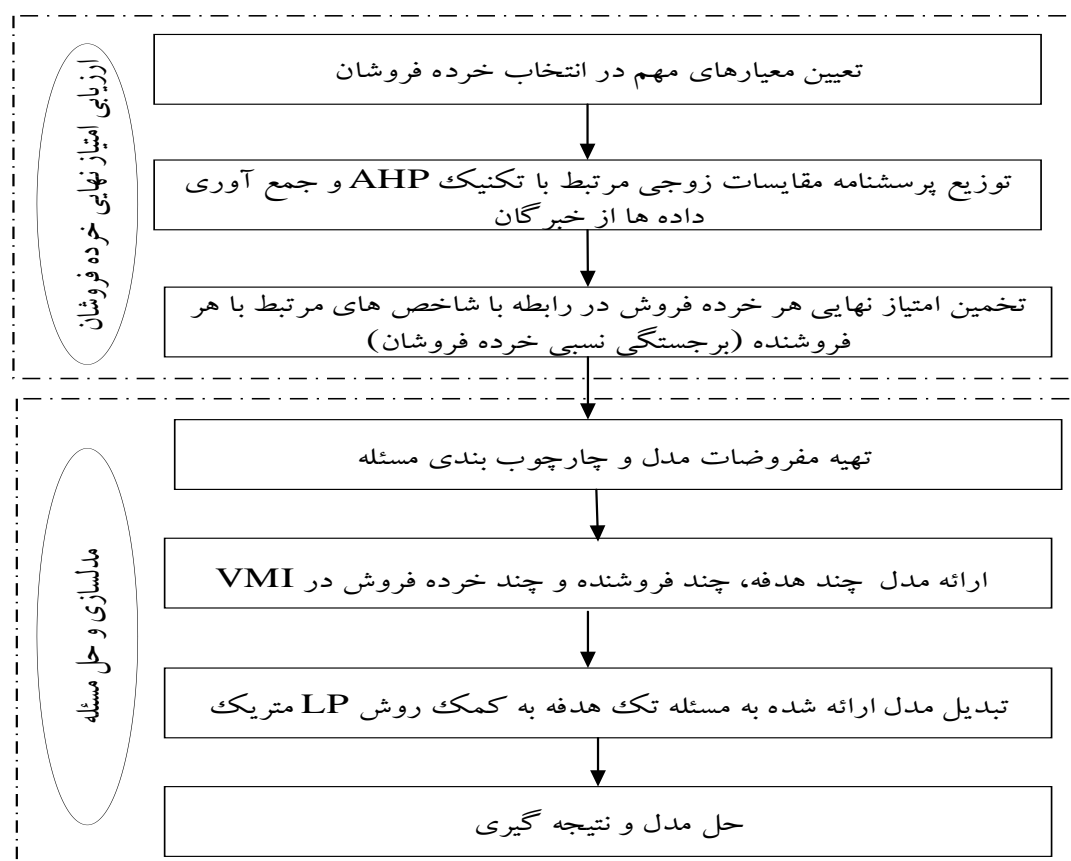 ارزیابی امتیاز نهایی خرده فروشان
تعیین معیارهای مهم در انتخاب خرده فروشان
توزیع پرسشنامه مقایسات زوجی مرتبط با تکنیک AHP و جمع آوری
داده ها از خبرگان
تخمین امتیاز نهایی هر خرده فروش در رابطه با شاخص های مرتبط با هر
فروشنده (برجستگی نسبی خرده فروشان)
مدلسازی و حل مسئله
تهیه مفروضات مدل و چارچوب بندی مسئله
ارائه مدل چند هدفه، چند فروشنده و چند خرده فروش در VMI
تبدیل مدل ارائه شده به مسئله تک هدفه به کمک روش LP متریک
حل مدل و نتیجه گیری